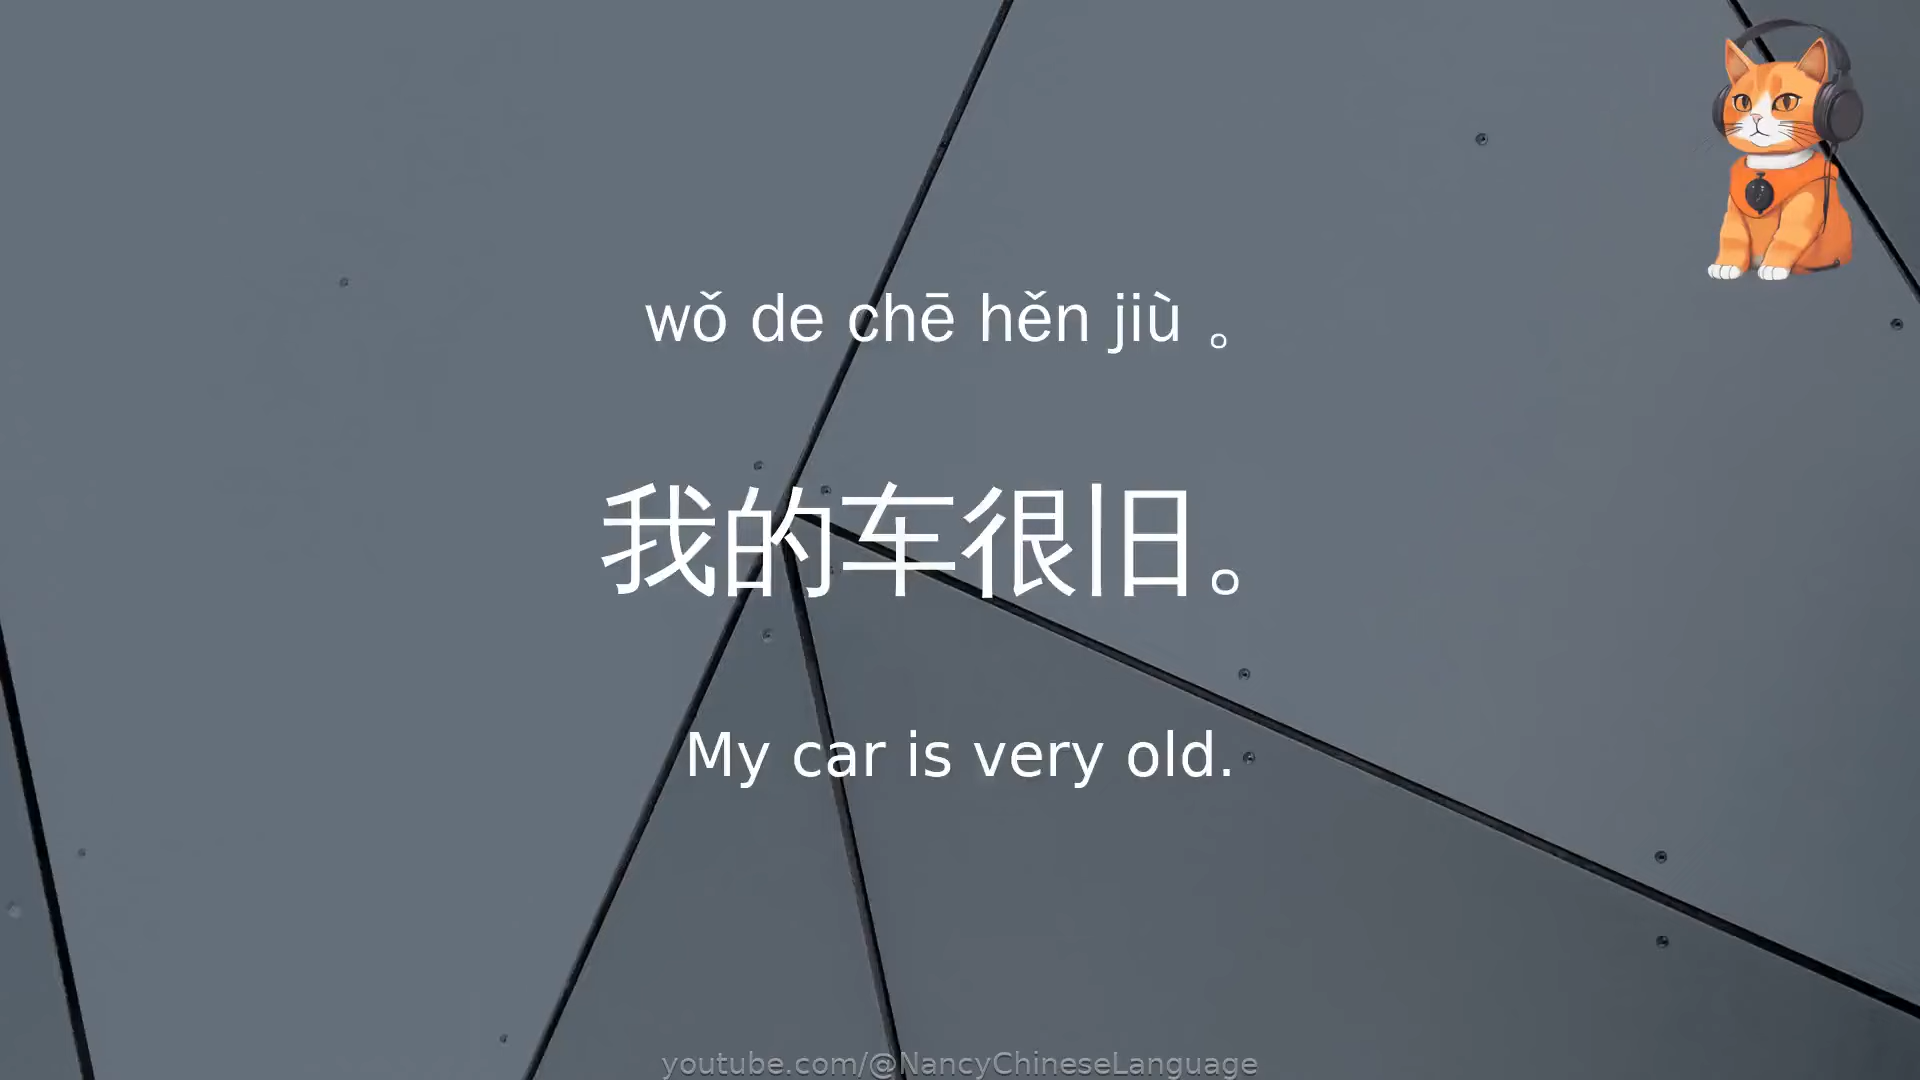 wǒ de chē hěn jiù 。
我的车很旧。
My car is very old.
youtube.com/@NancyChineseLanguage